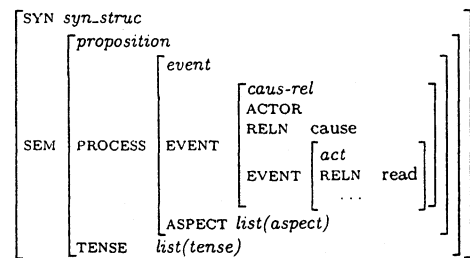 SYN syn_struc
proposition
event
caus-rel
ACTOR
RELN cause
act
SEM PROCESS EVENT EVENT RELN read
...
ASPECT list(aspect)
TENSE list(tense)